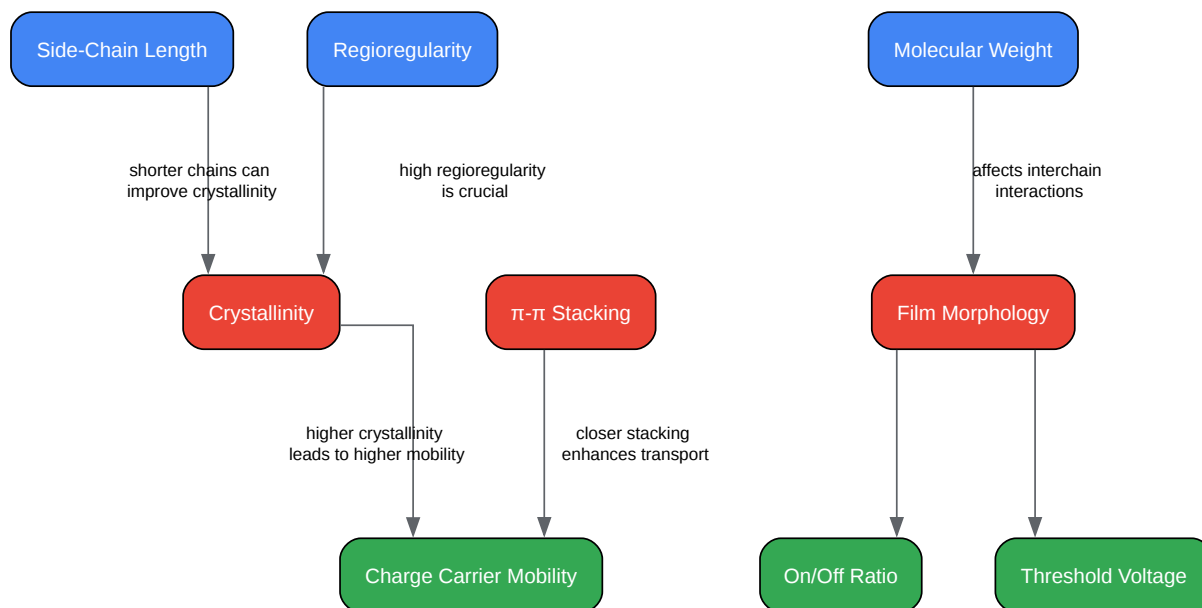 Side-Chain Length
Regioregularity
Molecular Weight
shorter chains can
improve crystallinity
high regioregularity
is crucial
affects interchain
interactions
Crystallinity
π-π Stacking
Film Morphology
higher crystallinity
leads to higher mobility
closer stacking
enhances transport
Charge Carrier Mobility
On/Off Ratio
Threshold Voltage